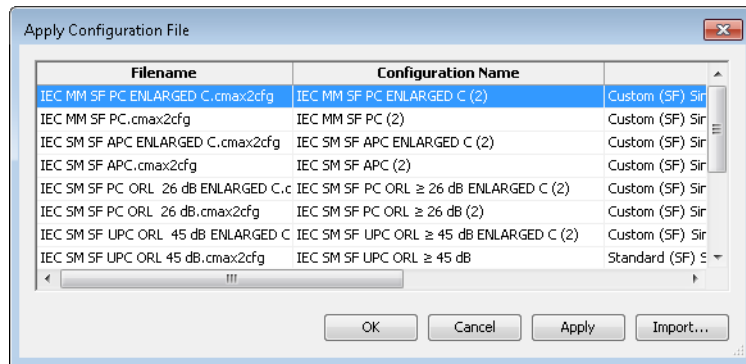 Apply Configuration File
Filename Configuration Name
IEC MM SF PC ENLARGED C.cmax2cfg IEC MM SF PC ENLARGED C (2) Custom (SF) Sir
IEC MM SF PC.cmax2cfg IEC MM SF PC (2) Custom (SF) Sir
IEC SM SF APC ENLARGED C.cmax2cfg IEC SM SF APC ENLARGED C (2) Custom (SF) Sir
IEC SM SF APC.cmax2cfg IEC SM SF APC (2) Custom (SF) Sir
IEC SM SF PC ORL 26 dB ENLARGED C.c IEC SM SF PC ORL ≥ 26 dB ENLARGED C (2) Custom (SF) Sir
IEC SM SF PC ORL 26 dB.cmax2cfg IEC SM SF PC ORL ≥ 26 dB (2) Custom (SF) Sir
IEC SM SF UPC ORL 45 dB ENLARGED C IEC SM SF UPC ORL ≥ 45 dB ENLARGED C (2) Custom (SF) Sir
IEC SM SF UPC ORL 45 dB.cmax2cfg IEC SM SF UPC ORL ≥ 45 dB Standard (SF) S
OK Cancel Apply Import...